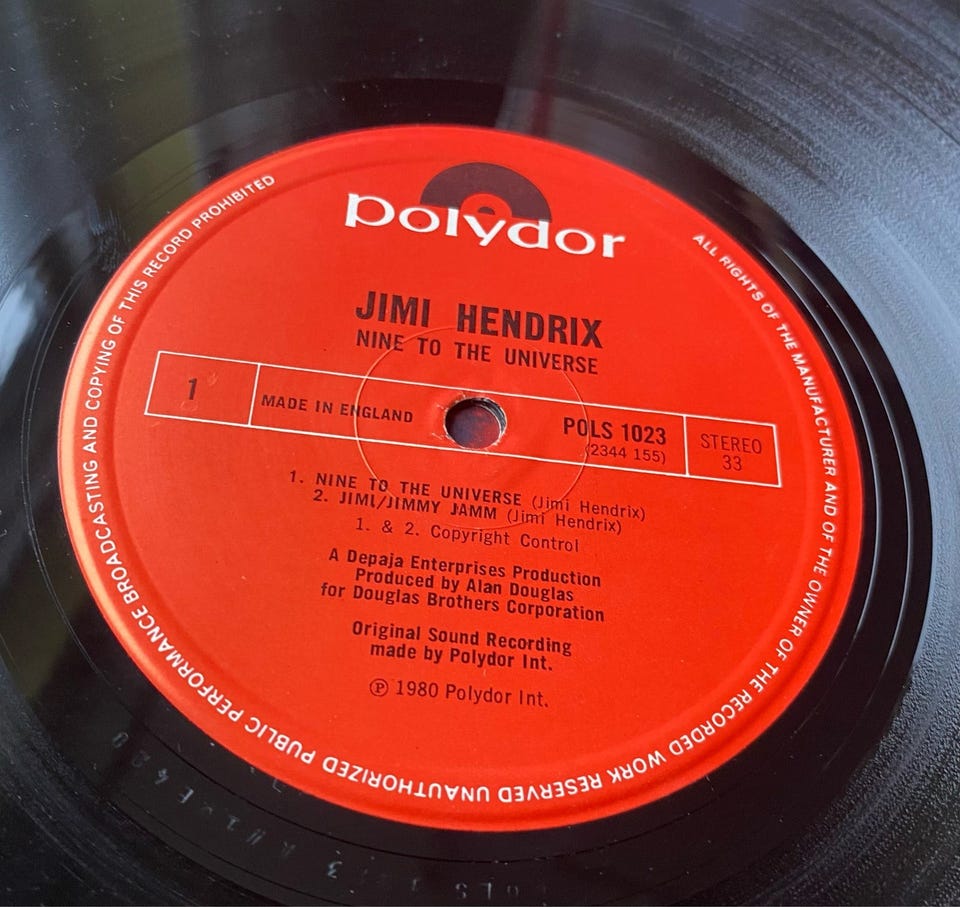 polydor
JIMI HENDRIX
NINE TO THE UNIVERSE
1
MADE IN ENGLAND
POLS 1023
(2344 155)
STEREO
33
1. NINE TO THE UNIVERSE (Jimi Hendrix)
2. JIMI/JIMMY JAMM (Jimi Hendrix)
1. & 2. Copyright Control
A Depaja Enterprises Production
Produced by Alan Douglas
for Douglas Brothers Corporation
Original Sound Recording
made by Polydor Int.
℗ 1980 Polydor Int.
ALL RIGHTS OF THE MANUFACTURER AND OF THE OWNER OF THE RECORDED WORK RESERVED UNAUTHORIZED PUBLIC PERFORMANCE BROADCASTING AND COPYING OF THIS RECORD PROHIBITED